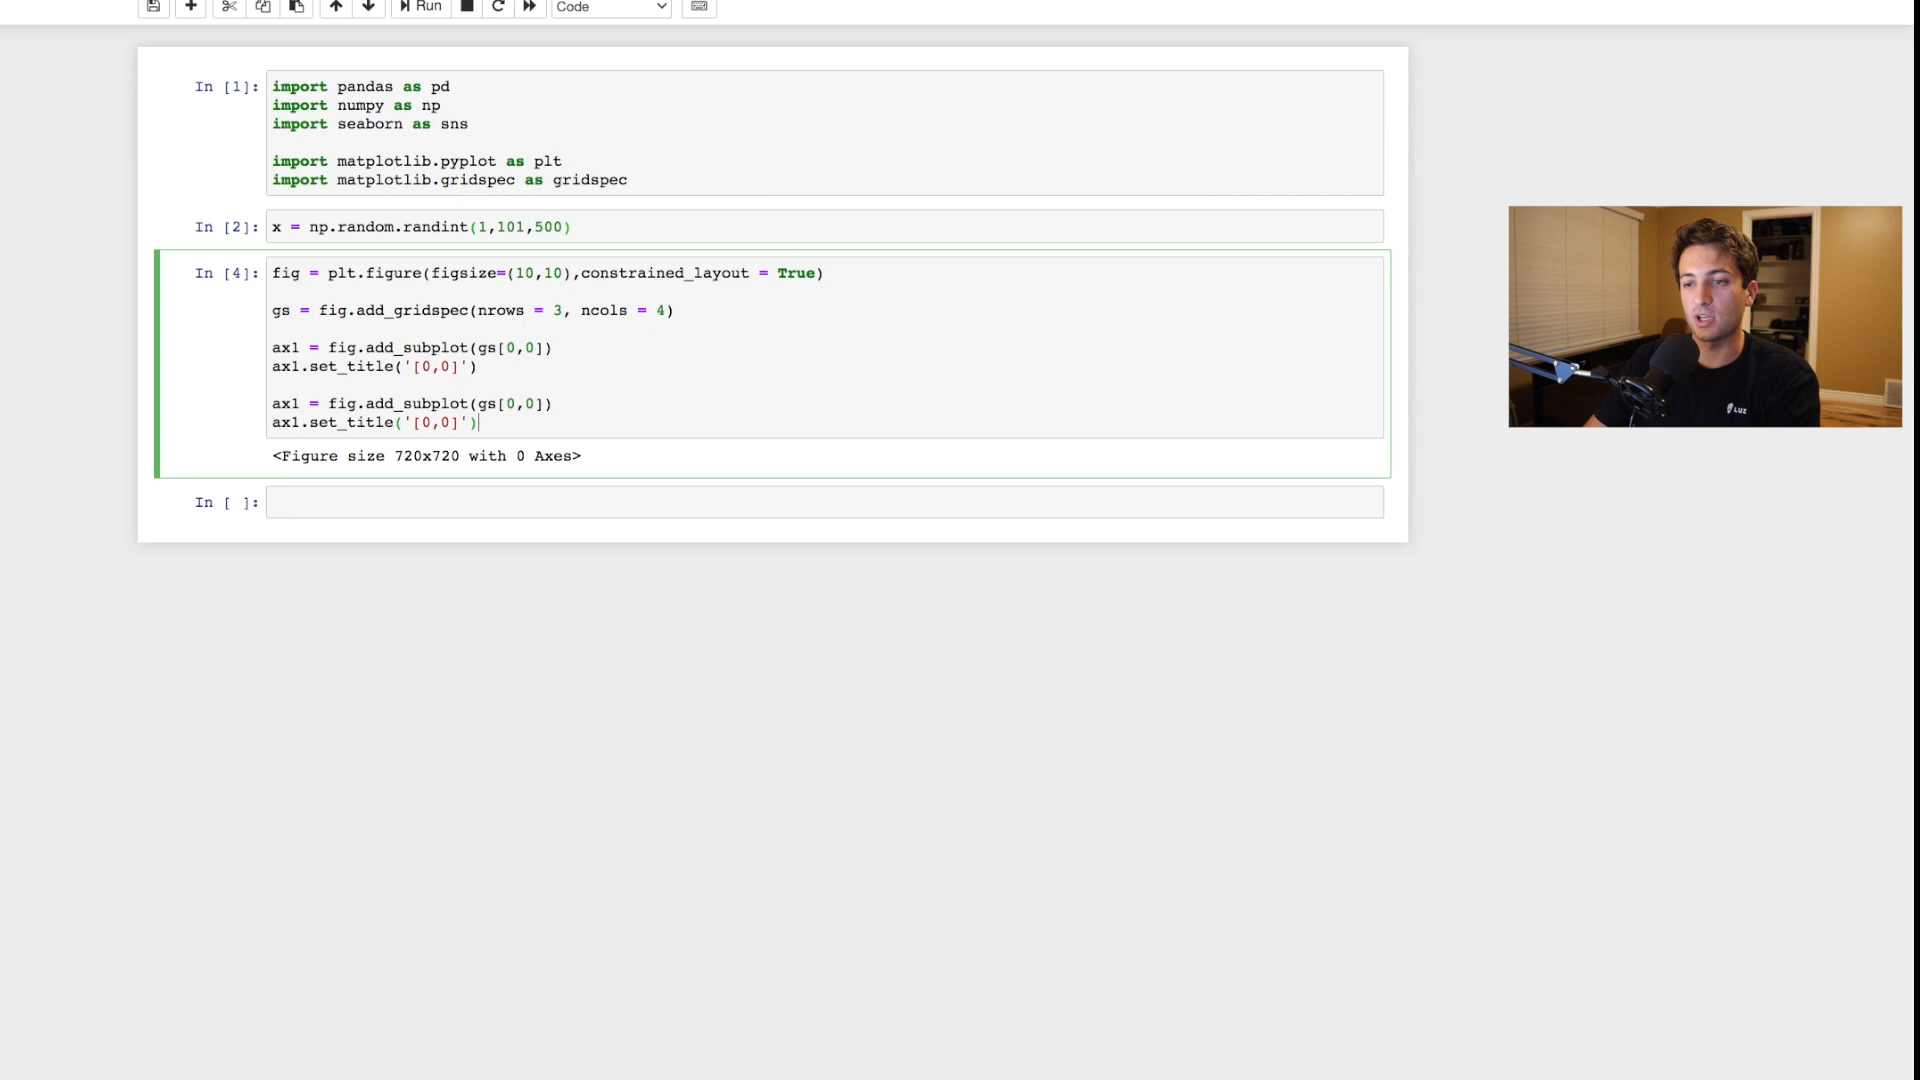 Run
Code
In [1]:
import pandas as pd
import numpy as np
import seaborn as sns
import matplotlib.pyplot as plt
import matplotlib.gridspec as gridspec
In [2]:
x = np.random.randint(1,101,500)
In [4]:
fig = plt.figure(figsize=(10,10),constrained_layout = True)
gs = fig.add_gridspec(nrows = 3, ncols = 4)
ax1 = fig.add_subplot(gs[0,0])
ax1.set_title('[0,0]')
ax1 = fig.add_subplot(gs[0,0])
ax1.set_title('[0,0]')
<Figure size 720x720 with 0 Axes>
In [ ]:
LUZ